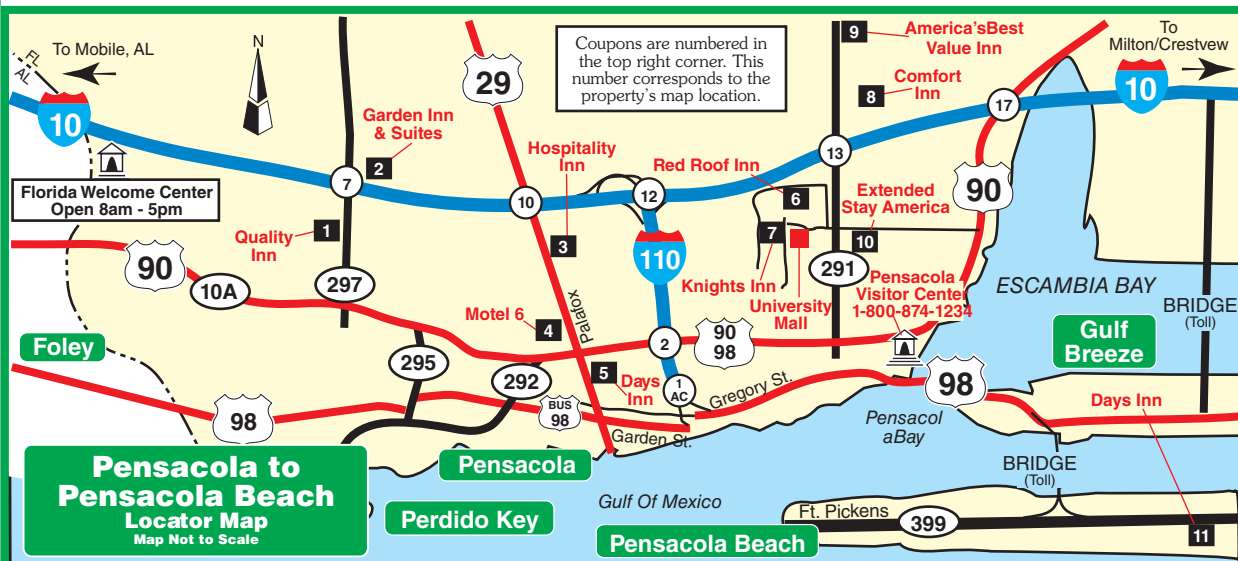 FL
AL
To Mobile, AL
10
N
29
Coupons are numbered in
the top right corner. This
number corresponds to the
property's map location.
9
America'sBest
Value Inn
8
Comfort
Inn
To
Milton/Crestvew
10
17
Garden Inn
& Suites
2
7
Hospitality
Inn
Red Roof Inn
13
12
10
6
90
Florida Welcome Center
Open 8am - 5pm
Extended
Stay America
Quality
Inn
1
3
110
7
10
90
10A
297
291
Knights Inn
University
Mall
Pensacola
Visitor Center
1-800-874-1234
ESCAMBIA BAY
BRIDGE
(Toll)
Motel 6
4
Palafox
2
90
98
Foley
Gulf
Breeze
295
292
5
Days
Inn
1
AC
Gregory St.
98
98
BUS
98
Garden St.
Pensacol
aBay
Days Inn
Pensacola to
Pensacola Beach
Locator Map
Map Not to Scale
Pensacola
BRIDGE
(Toll)
Perdido Key
Gulf Of Mexico
Ft. Pickens
399
11
Pensacola Beach